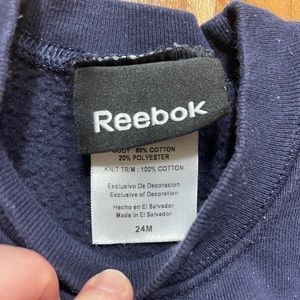 Reebok
BODY: 80% COTTON
20% POLYESTER
KNIT TRIM: 100% COTTON
Exclusivo De Decoracion
Exclusive of Decoration
Hecho en El Salvador
Made in El Salvador
24M